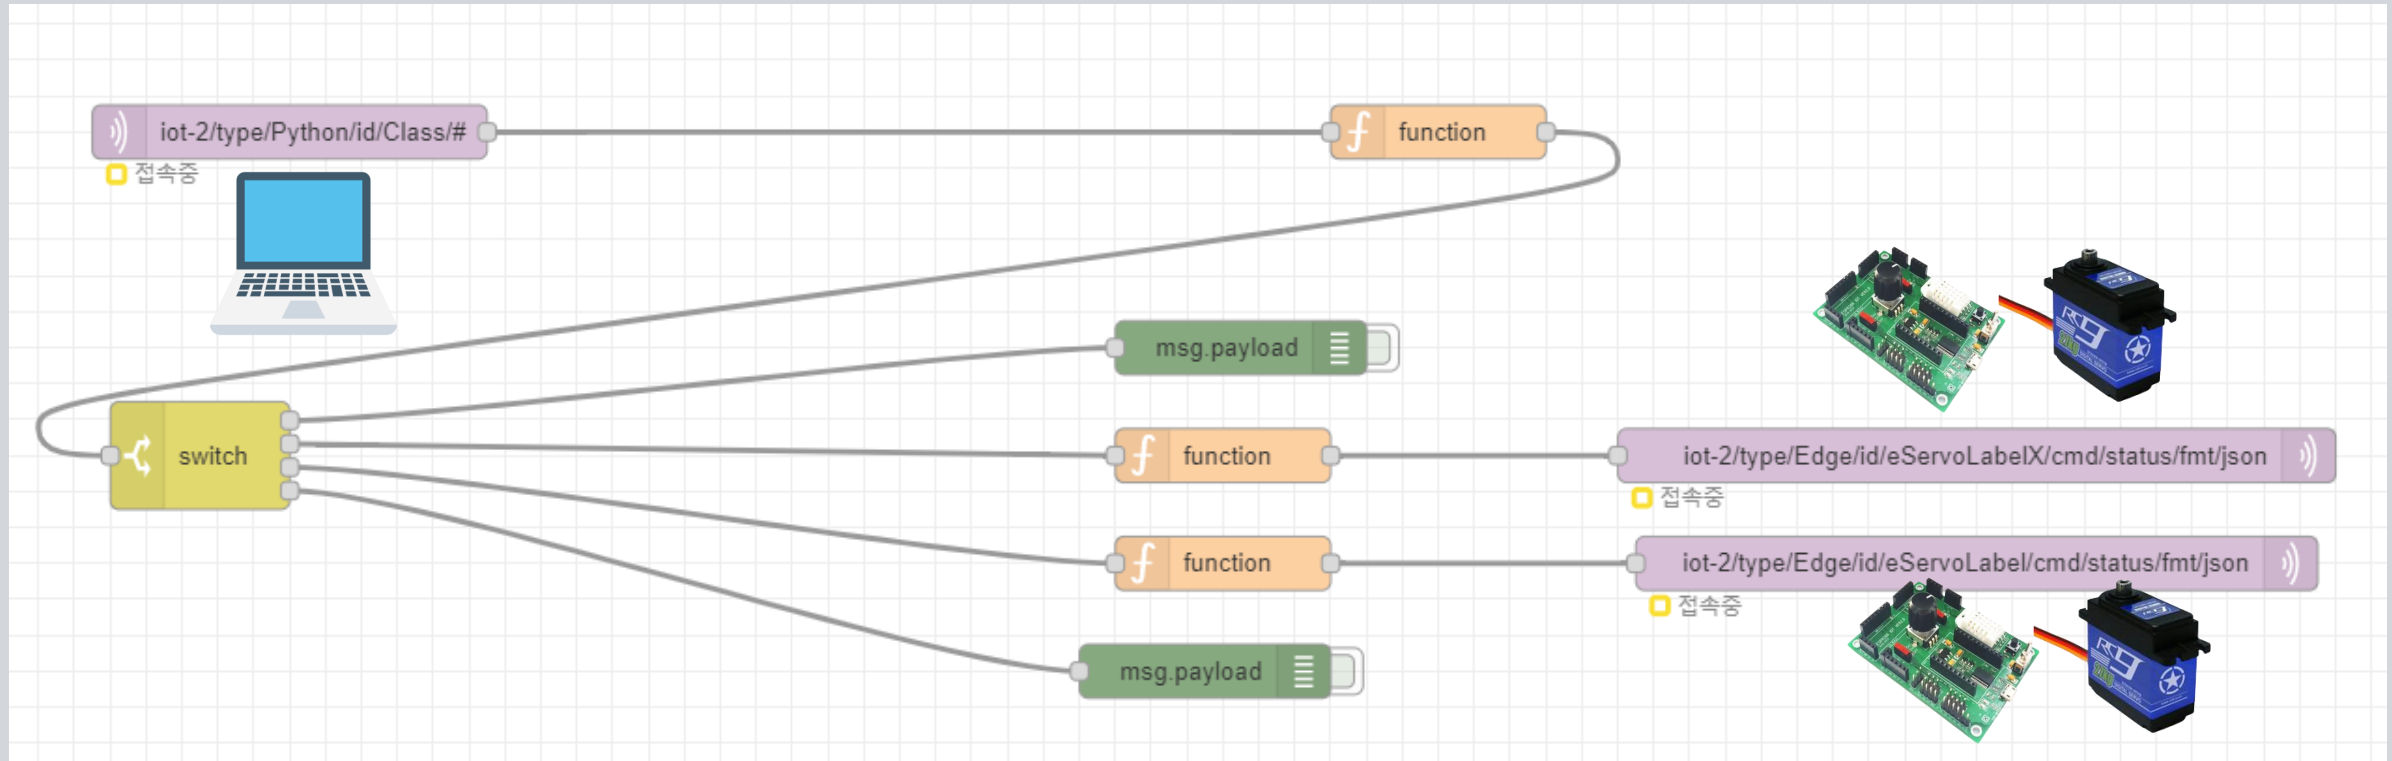 iot-2/type/Python/id/Class/#
접속중
function
msg.payload
switch
function
iot-2/type/Edge/id/eServoLabelX/cmd/status/fmt/json
접속중
function
iot-2/type/Edge/id/eServoLabel/cmd/status/fmt/json
접속중
msg.payload